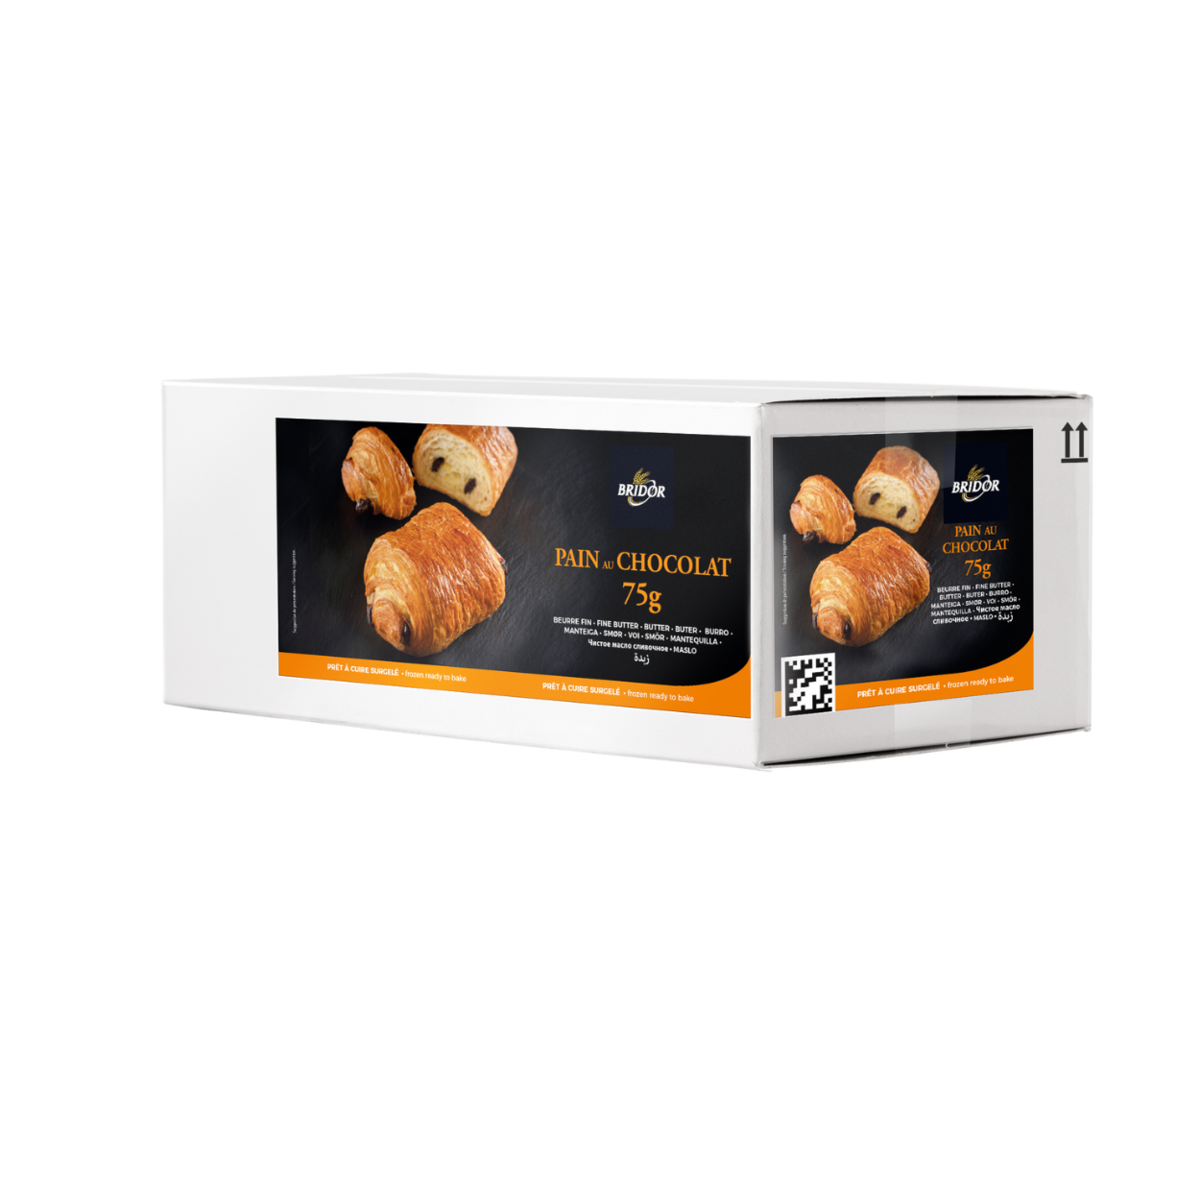 BRIDOR
PAIN AU CHOCOLAT
75g
BEURRE FIN • FINE BUTTER • BUTTER • BUTER • BURRO •
MANTEIGA • SMØR • VOI • SMÖR • MANTEQUILLA •
Чистое масло сливочное • MASLO
زبدة
PRÊT À CUIRE SURGELÉ • frozen ready to bake
PRÊT À CUIRE SURGELÉ • frozen ready to bake
BRIDOR
PAIN AU
CHOCOLAT
75g
BEURRE FIN • FINE BUTTER •
BUTTER • BUTER • BURRO •
MANTEIGA • SMØR • VOI • SMÖR •
MANTEQUILLA • Чистое масло
сливочное • MASLO • زبدة
PRÊT À CUIRE SURGELÉ • frozen ready to bake